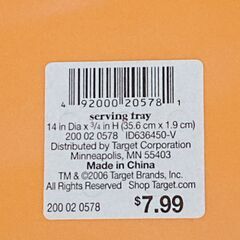 4 92000 20578 1
serving tray
14 in Dia x 3/4 in H (35.6 cm x 1.9 cm)
200 02 0578 ID636450-V
Distributed by Target Corporation
Minneapolis, MN 55403
Made in China
TM & ©2006 Target Brands, Inc.
All Rights Reserved Shop Target.com
200 02 0578 $7.99